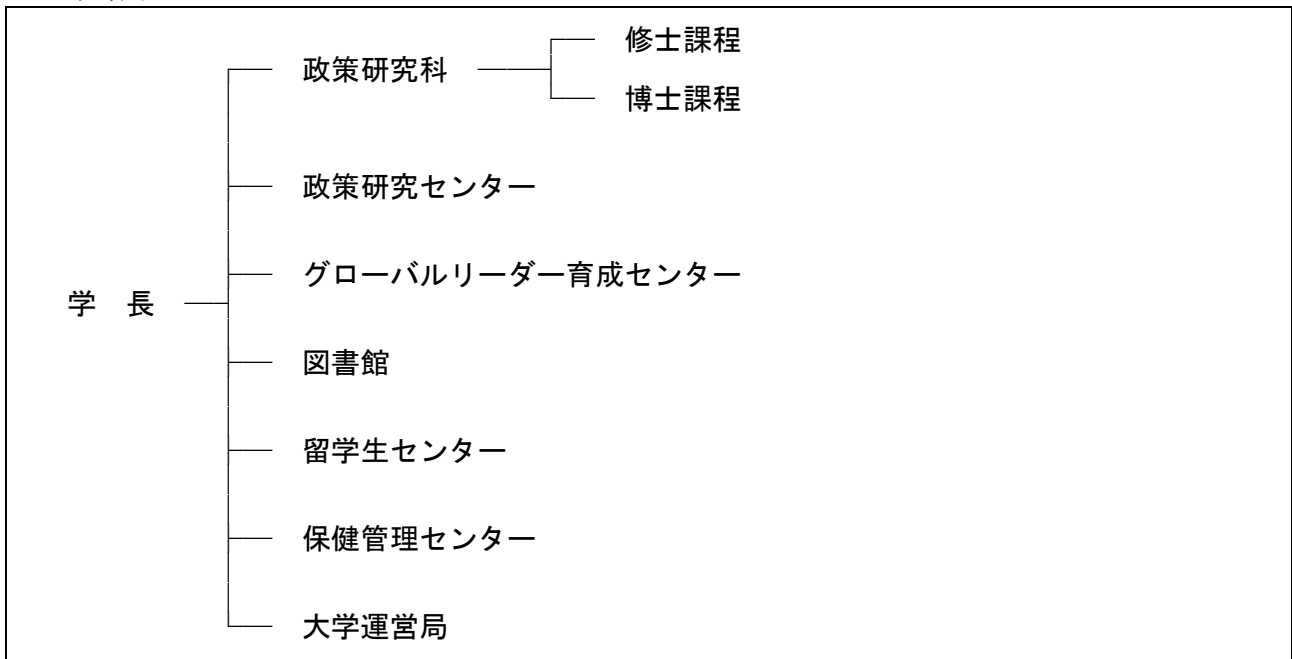 修士課程
政策研究科
博士課程
政策研究センター
グローバルリーダー育成センター
学 長
図書館
留学生センター
保健管理センター
大学運営局